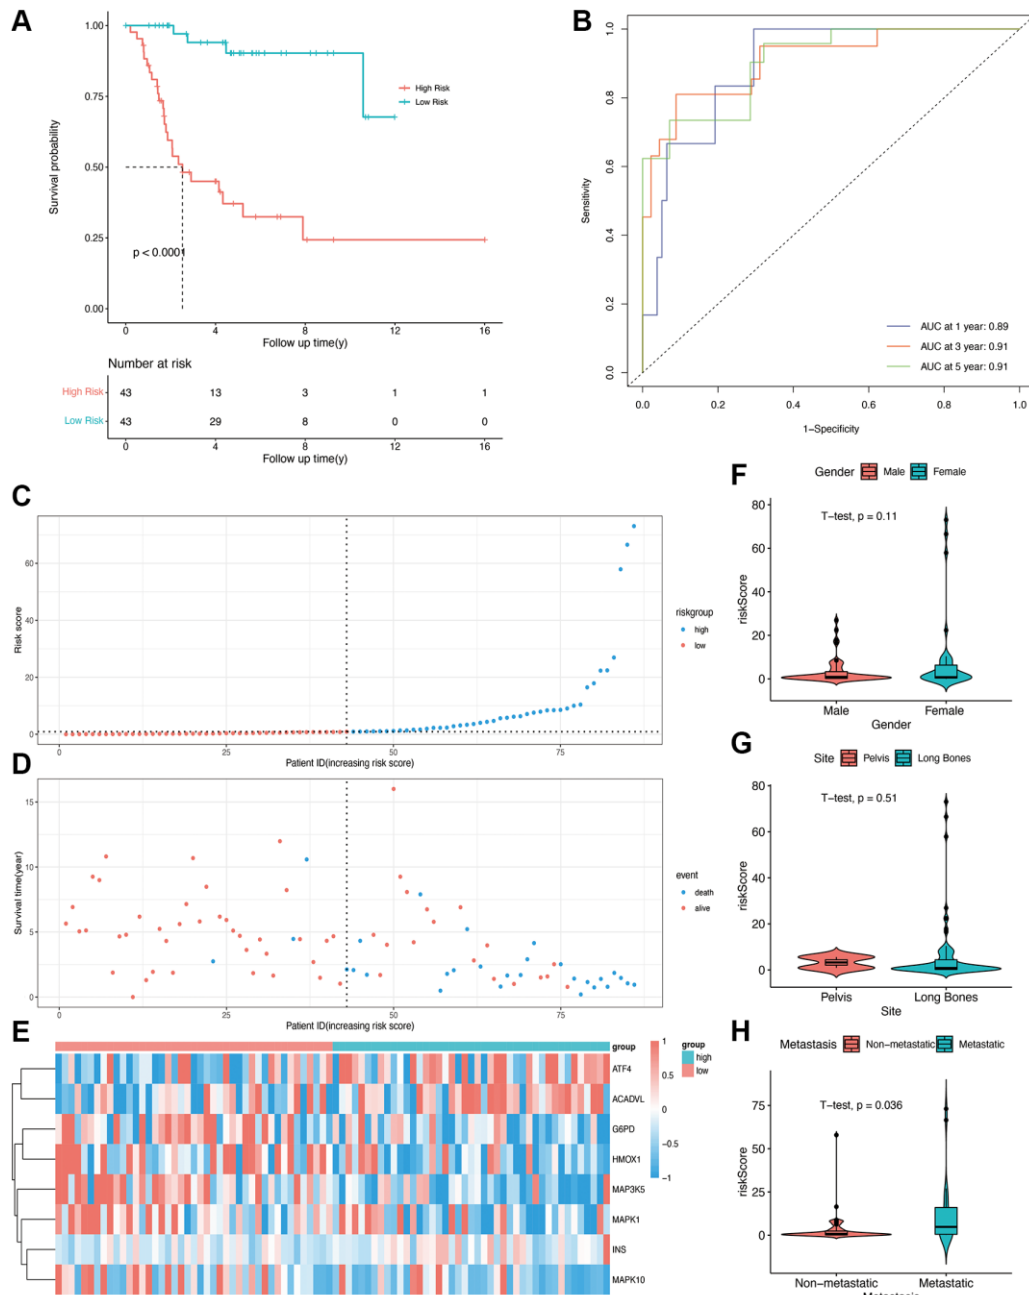 A
1.00
0.75
0.50
0.25
0.00
Survival probability
High Risk
Low Risk
p < 0.0001
0 4 8 12 16
Follow up time(y)
Number at risk
High Risk 43 13 3 1 1
Low Risk 43 29 8 0 0
0 4 8 12 16
Follow up time(y)
B
1.0
0.8
0.6
0.4
0.2
0.0
Sensitivity
AUC at 1 year: 0.89
AUC at 3 year: 0.91
AUC at 5 year: 0.91
0.0 0.2 0.4 0.6 0.8 1.0
1-Specificity
C
60
40
20
0
Risk score
riskgroup
high
low
0 25 50 75
Patient ID(increasing risk score)
D
15
10
5
0
Survival time(year)
event
death
alive
0 25 50 75
Patient ID(increasing risk score)
E
group
ATF4
ACADVL
G6PD
HMOX1
MAP3K5
MAPK1
INS
MAPK10
1
0.5
0
-0.5
-1
group
high
low
F
Gender Male Female
80
60
40
20
0
riskScore
T-test, p = 0.11
Male Female
Gender
G
Site Pelvis Long Bones
80
60
40
20
0
riskScore
T-test, p = 0.51
Pelvis Long Bones
Site
H
Metastasis Non-metastatic Metastatic
75
50
25
0
riskScore
T-test, p = 0.036
Non-metastatic Metastatic
Metastasis